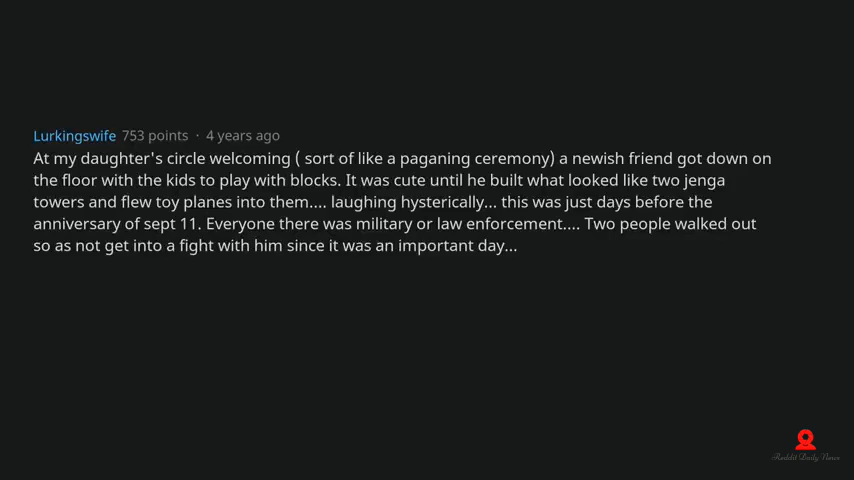 Lurkingswife 753 points · 4 years ago
At my daughter's circle welcoming ( sort of like a paganing ceremony) a newish friend got down on
the floor with the kids to play with blocks. It was cute until he built what looked like two jenga
towers and flew toy planes into them.... laughing hysterically... this was just days before the
anniversary of sept 11. Everyone there was military or law enforcement.... Two people walked out
so as not get into a fight with him since it was an important day...
Reddit Daily News